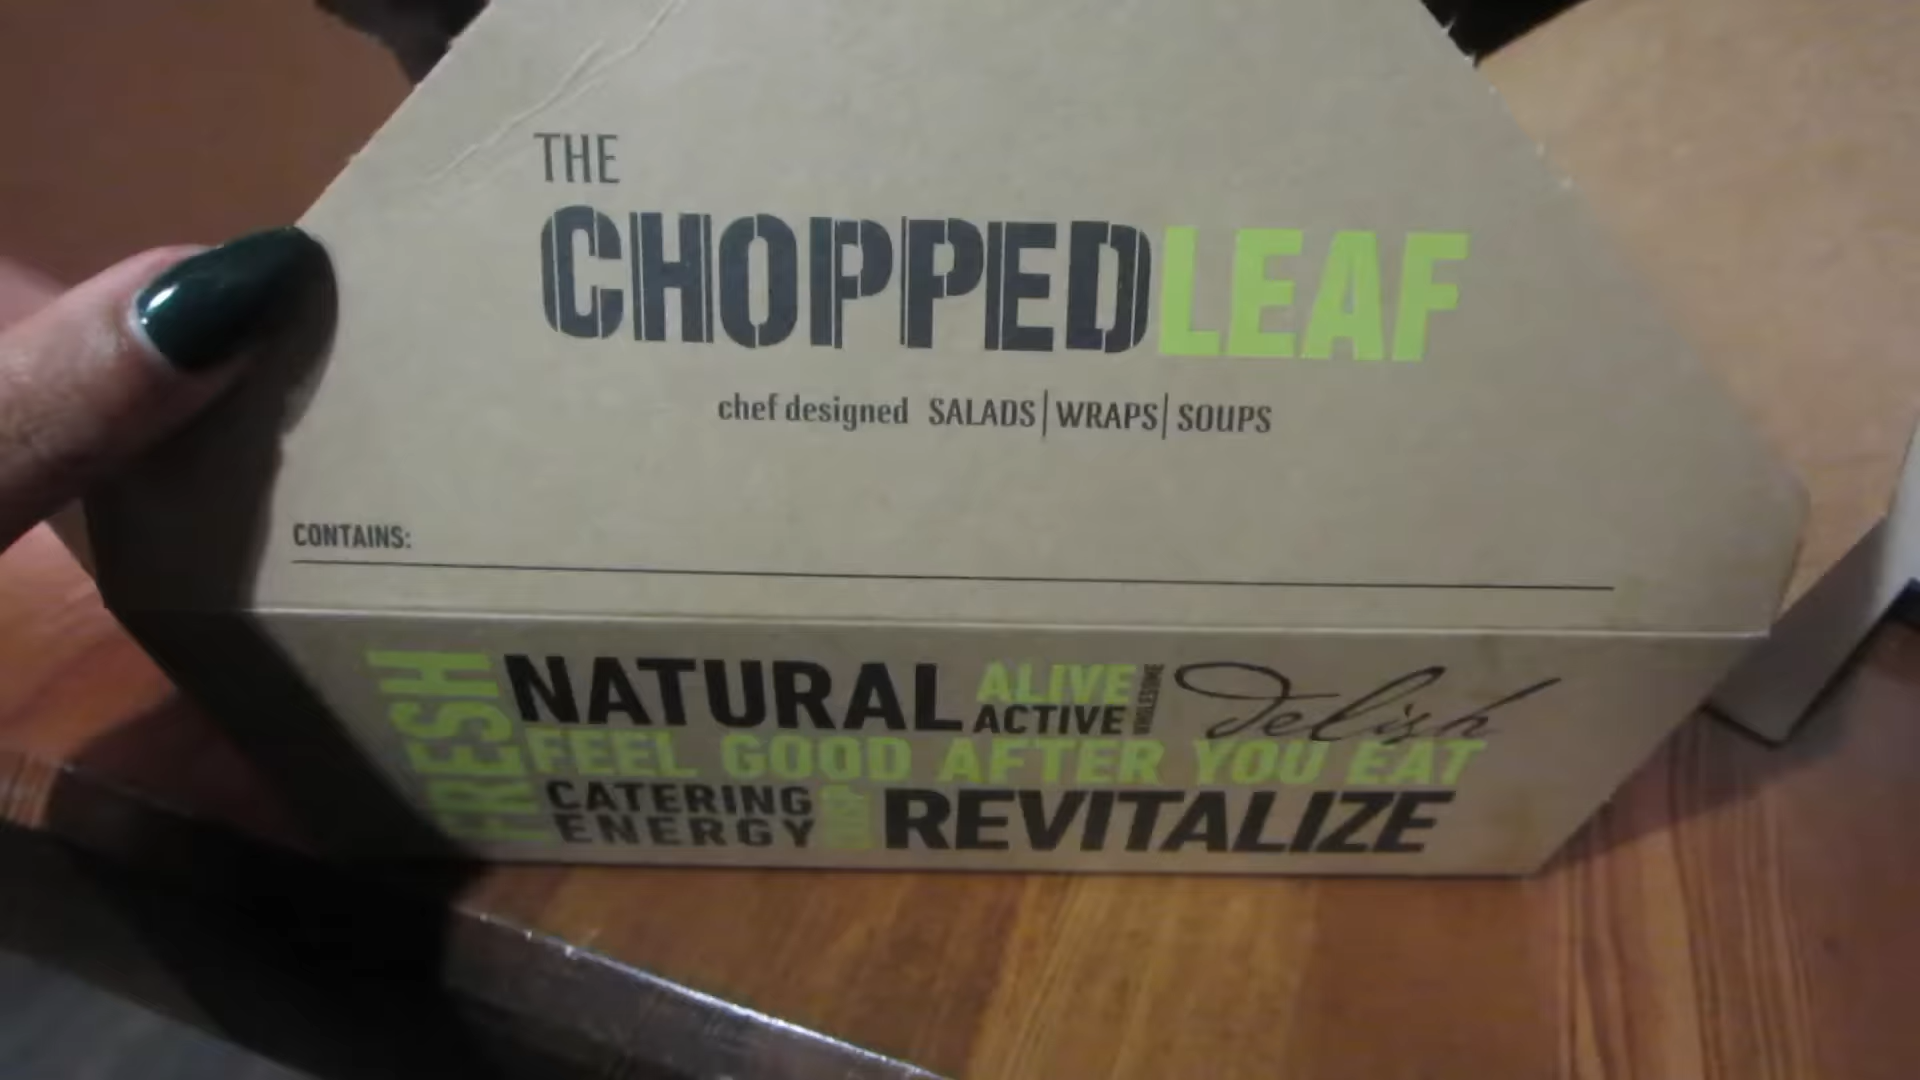 THE
CHOPPEDLEAF
chef designed SALADS|WRAPS|SOUPS
CONTAINS:
FRESH
NATURAL
ALIVE
ACTIVE
WHOLESOME
Delish
FEEL GOOD AFTER YOU EAT
CATERING
ENERGY
REVITALIZE